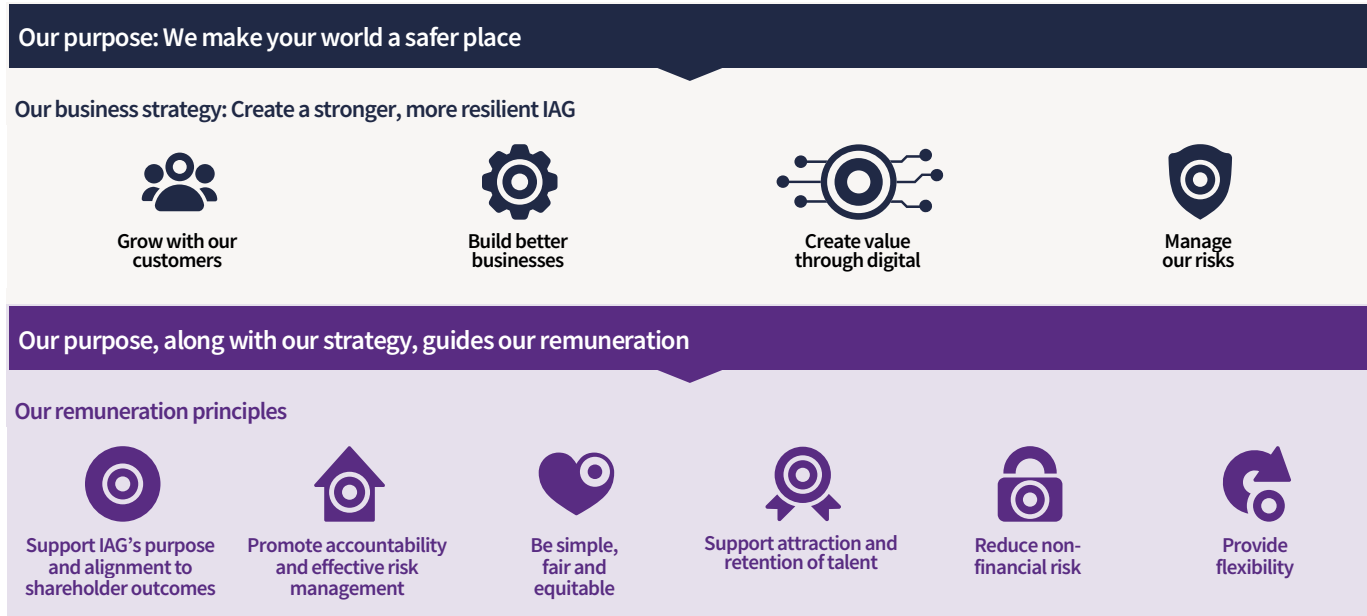 Our purpose: We make your world a safer place
Our business strategy: Create a stronger, more resilient IAG
Grow with our
customers
Build better
businesses
Create value
through digital
Manage
our risks
Our purpose, along with our strategy, guides our remuneration
Our remuneration principles
Support IAG’s purpose
and alignment to
shareholder outcomes
Promote accountability
and effective risk
management
Be simple,
fair and
equitable
Support attraction and
retention of talent
Reduce non-
financial risk
Provide
flexibility